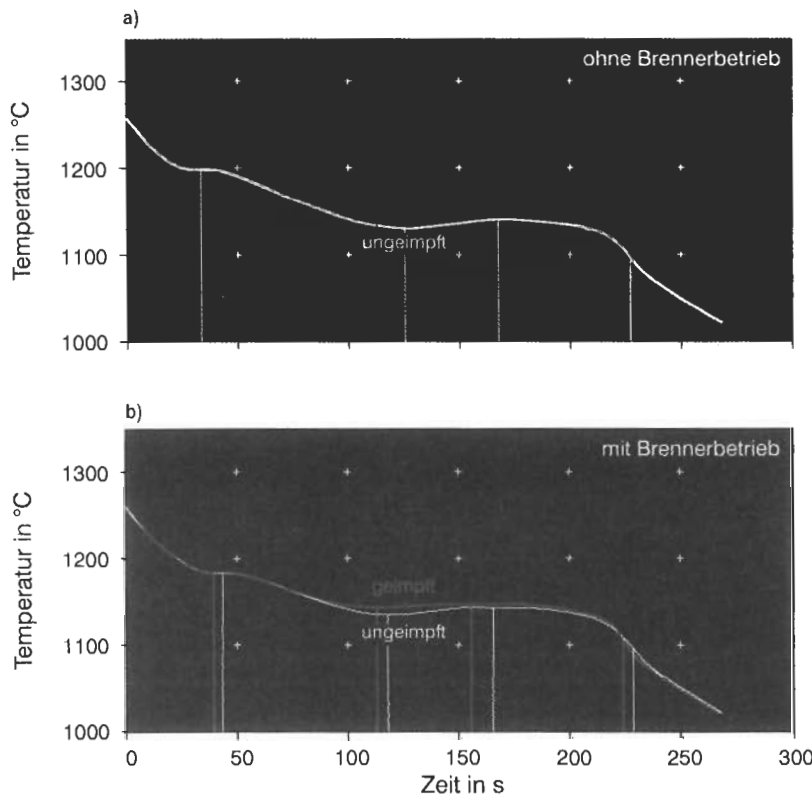 a)
ohne Brennerbetrieb
1300
1200
1100
1000
Temperatur in °C
ungeimpft
b)
mit Brennerbetrieb
1300
1200
1100
1000
Temperatur in °C
geimpft
ungeimpft
0 50 100 150 200 250 300
Zeit in s